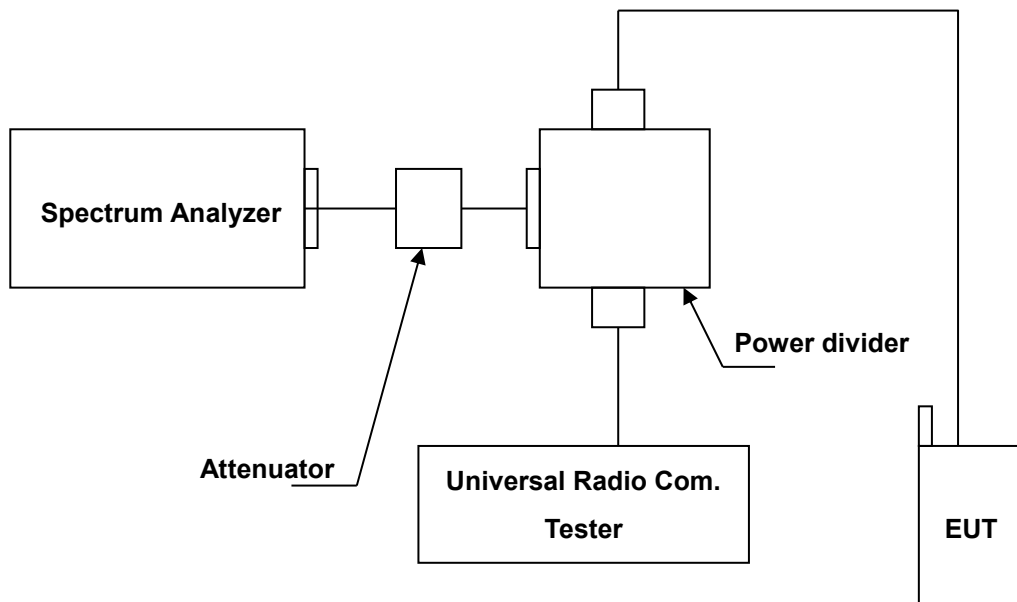 Spectrum Analyzer
Power divider
Attenuator
Universal Radio Com.
Tester
EUT